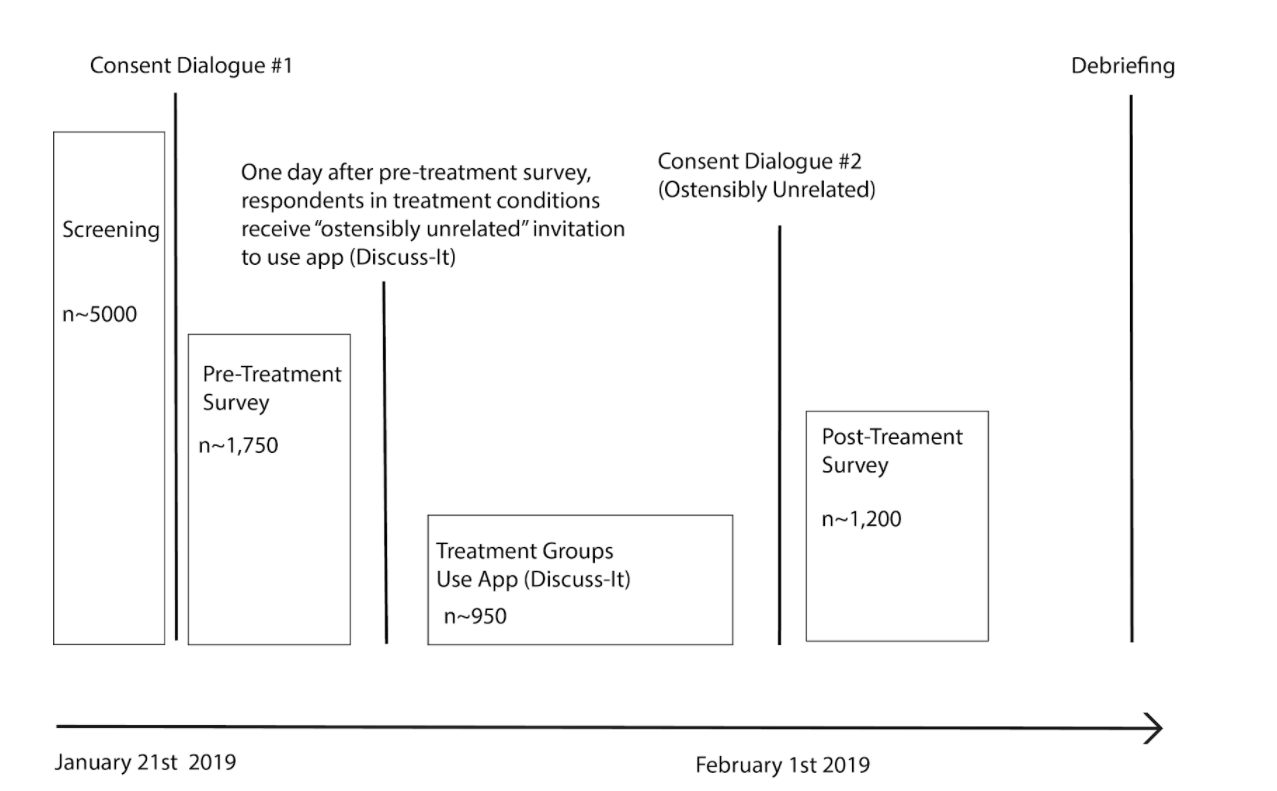 Consent Dialogue #1
Debriefing
Screening
n~5000
One day after pre-treatment survey,
respondents in treatment conditions
receive “ostensibly unrelated” invitation
to use app (Discuss-It)
Consent Dialogue #2
(Ostensibly Unrelated)
Pre-Treatment
Survey
n~1,750
Treatment Groups
Use App (Discuss-It)
n~950
Post-Treament
Survey
n~1,200
January 21st 2019
February 1st 2019